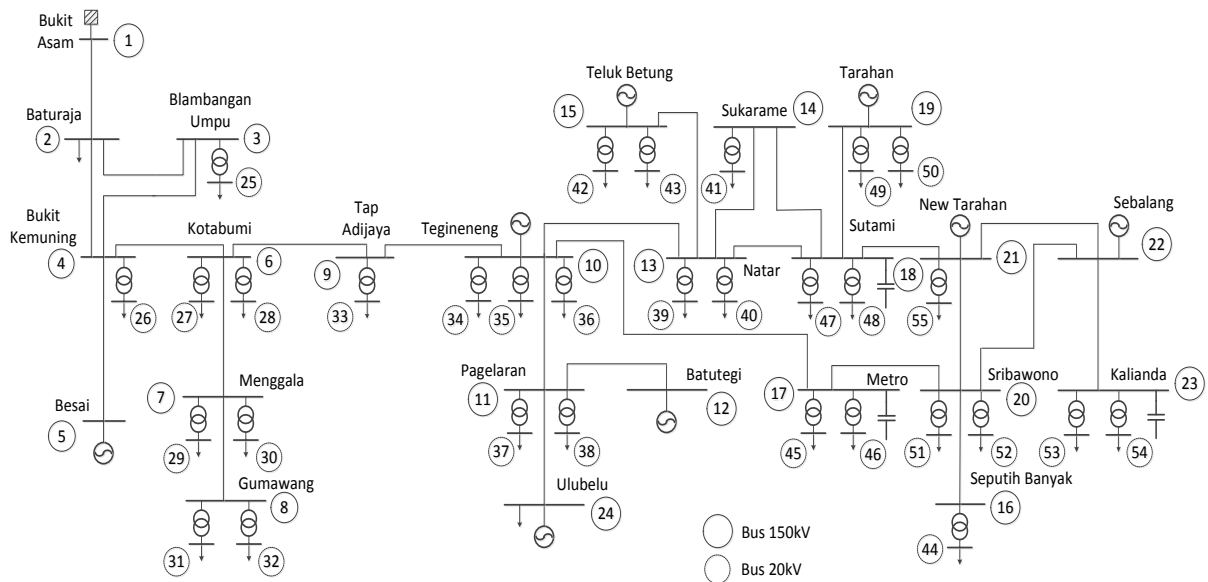 Bukit
Asam
1
Baturaja
2
Blambangan
Umpu
3
25
Bukit
Kemuning
4
26
Besai
5
Kotabumi
6
27
28
Menggala
7
29
30
Gumawang
8
31
32
Tap
Adijaya
9
33
Tegineneng
10
34
35
36
Pagelaran
11
37
38
Batutegi
12
Ulubelu
24
Teluk Betung
15
42
43
Sukarame
14
41
13
Natar
39
40
Tarahan
19
49
50
Sutami
18
47
48
55
New Tarahan
21
Sebalang
22
17
Metro
45
46
Sribawono
20
51
52
Kalianda
23
53
54
Seputih Banyak
16
44
Bus 150kV
Bus 20kV